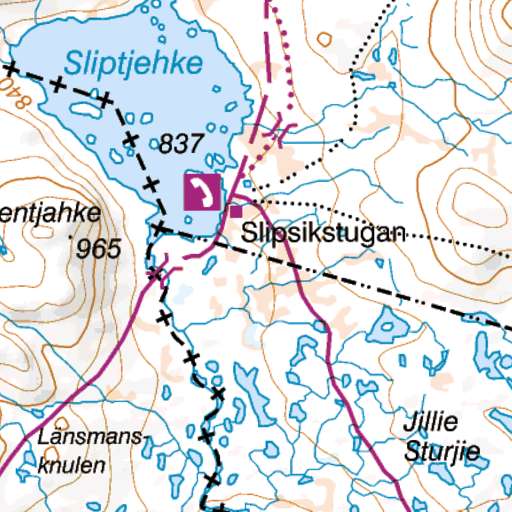 Sliptjehke
840
837
entjahke
965
Slipsikstugan
Jillie
Sturjie
Länsmans-
knulen